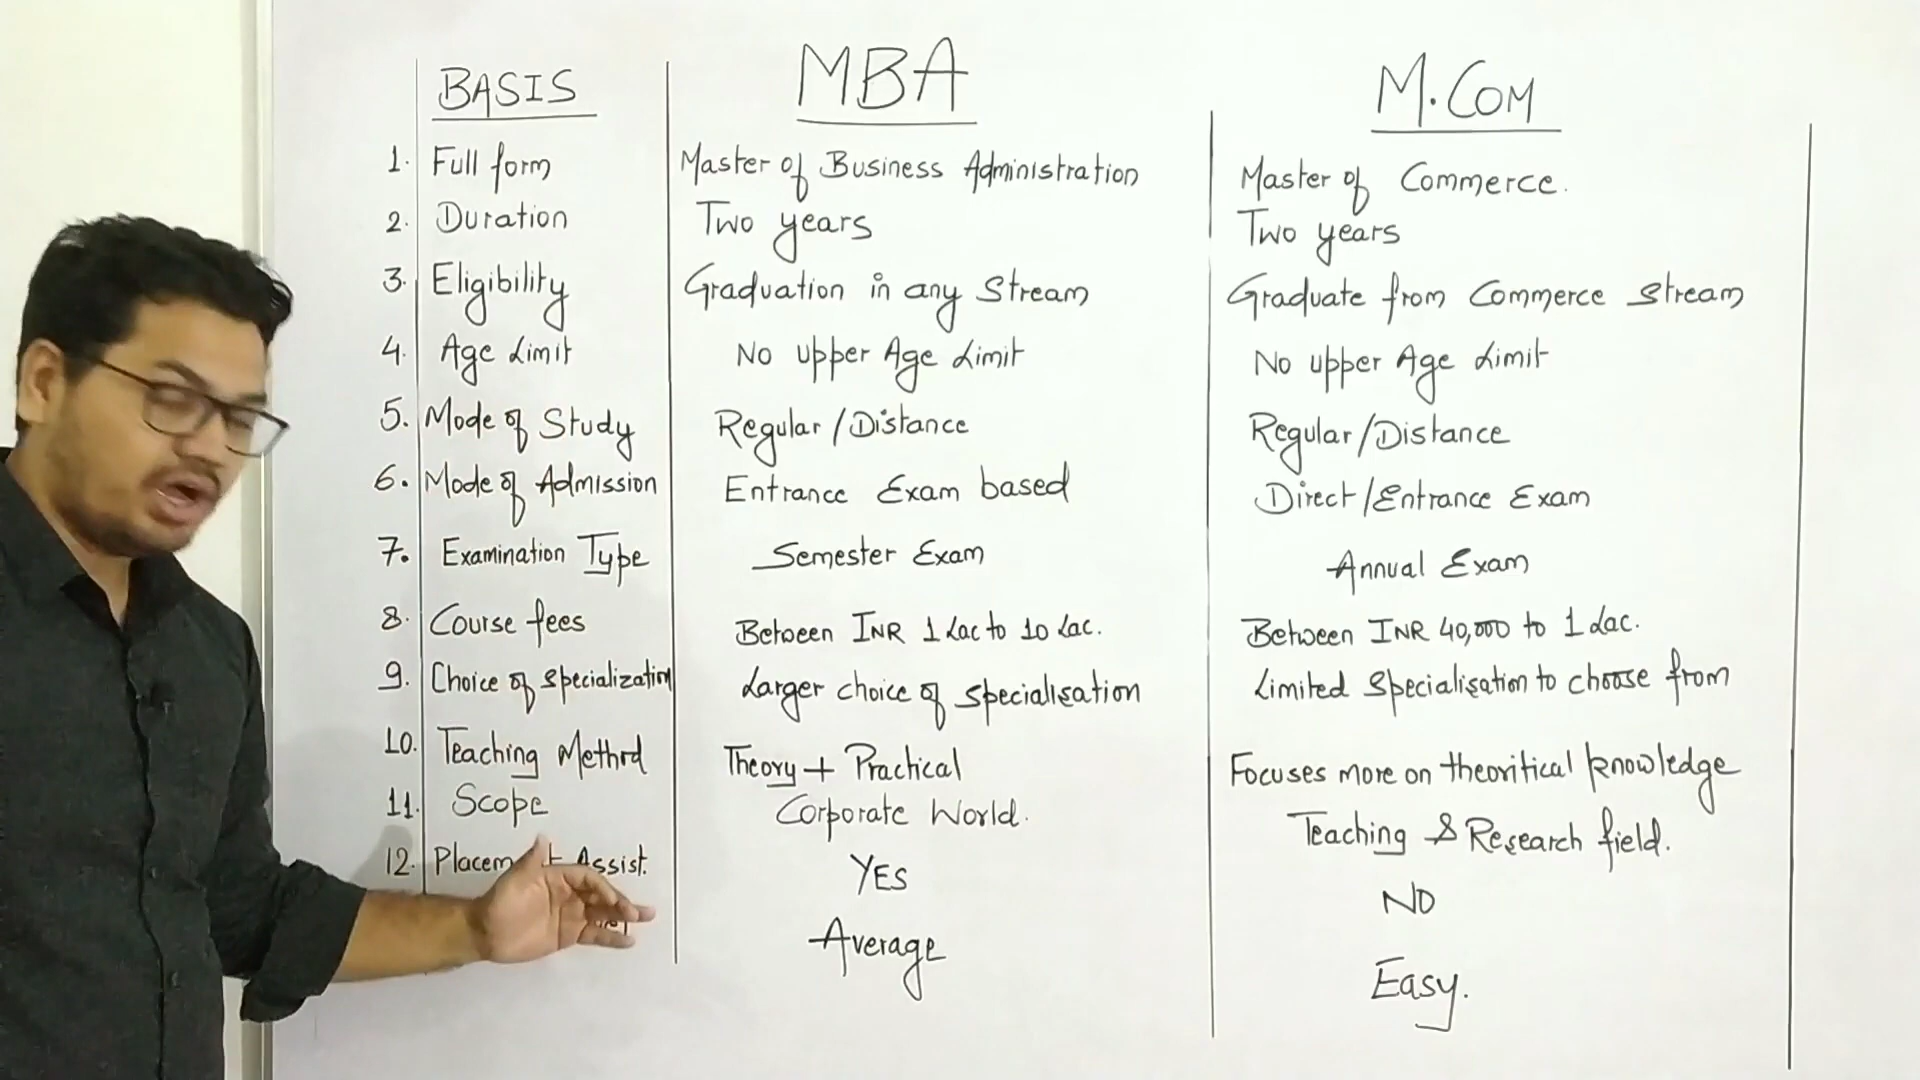 BASIS MBA M.COM
1. Full form Master of Business Administration Master of Commerce.
2. Duration Two years Two years
3. Eligibility Graduation in any Stream Graduate from Commerce Stream
4. Age Limit No upper Age Limit No upper Age Limit
5. Mode of Study Regular/Distance Regular/Distance
6. Mode of Admission Entrance Exam based Direct/Entrance Exam
7. Examination Type Semester Exam Annual Exam
8. Course fees Between INR 1 Lac to 10 Lac. Between INR 40,000 to 1 Lac.
9. Choice of Specialization Larger choice of Specialisation Limited Specialisation to choose from
10. Teaching Method Theory + Practical Focuses more on theoritical knowledge
11. Scope Corporate World. Teaching & Research field.
12. Assist. YES NO
Average Easy.